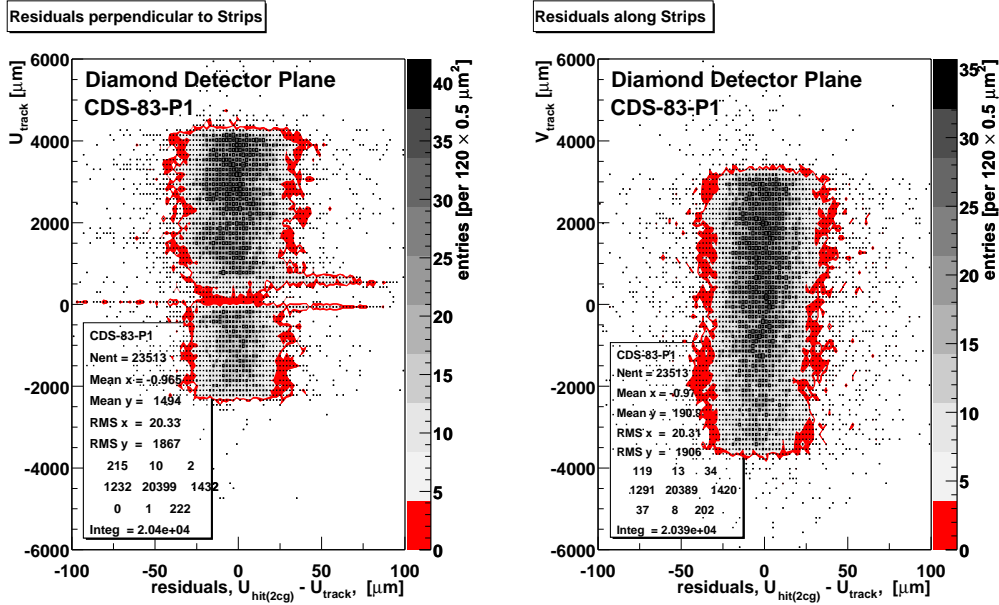 Residuals perpendicular to Strips
Diamond Detector Plane
CDS-83-P1
U_track [μm]
6000
4000
2000
0
-2000
-4000
-6000
-100 -50 0 50 100
residuals, U_hit(2cg) - U_track, [μm]
40
35
30
25
20
15
10
5
0
entries [per 120 × 0.5 μm²]
CDS-83-P1
Nent = 23513
Mean x = -0.965
Mean y = 1494
RMS x = 20.33
RMS y = 1867
215 10 2
1232 20399 1432
0 1 222
Integ = 2.04e+04
Residuals along Strips
Diamond Detector Plane
CDS-83-P1
V_track [μm]
6000
4000
2000
0
-2000
-4000
-6000
-100 -50 0 50 100
residuals, U_hit(2cg) - U_track, [μm]
35
30
25
20
15
10
5
0
entries [per 120 × 0.5 μm²]
CDS-83-P1
Nent = 23513
Mean x =
Mean y =
RMS x = 20.31
RMS y = 1906
119 13 34
1291 20389 1420
37 8 202
Integ = 2.039e+04